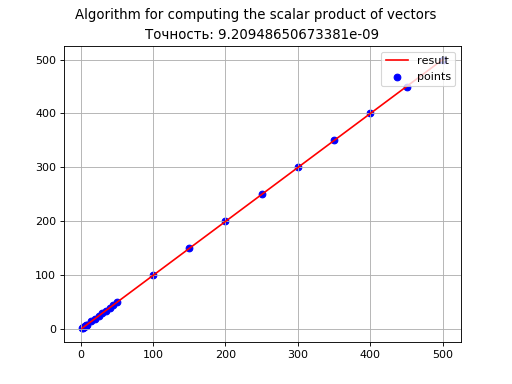 Algorithm for computing the scalar product of vectors
Точность: 9.20948650673381e-09
result
points
500
400
300
200
100
0
0 100 200 300 400 500